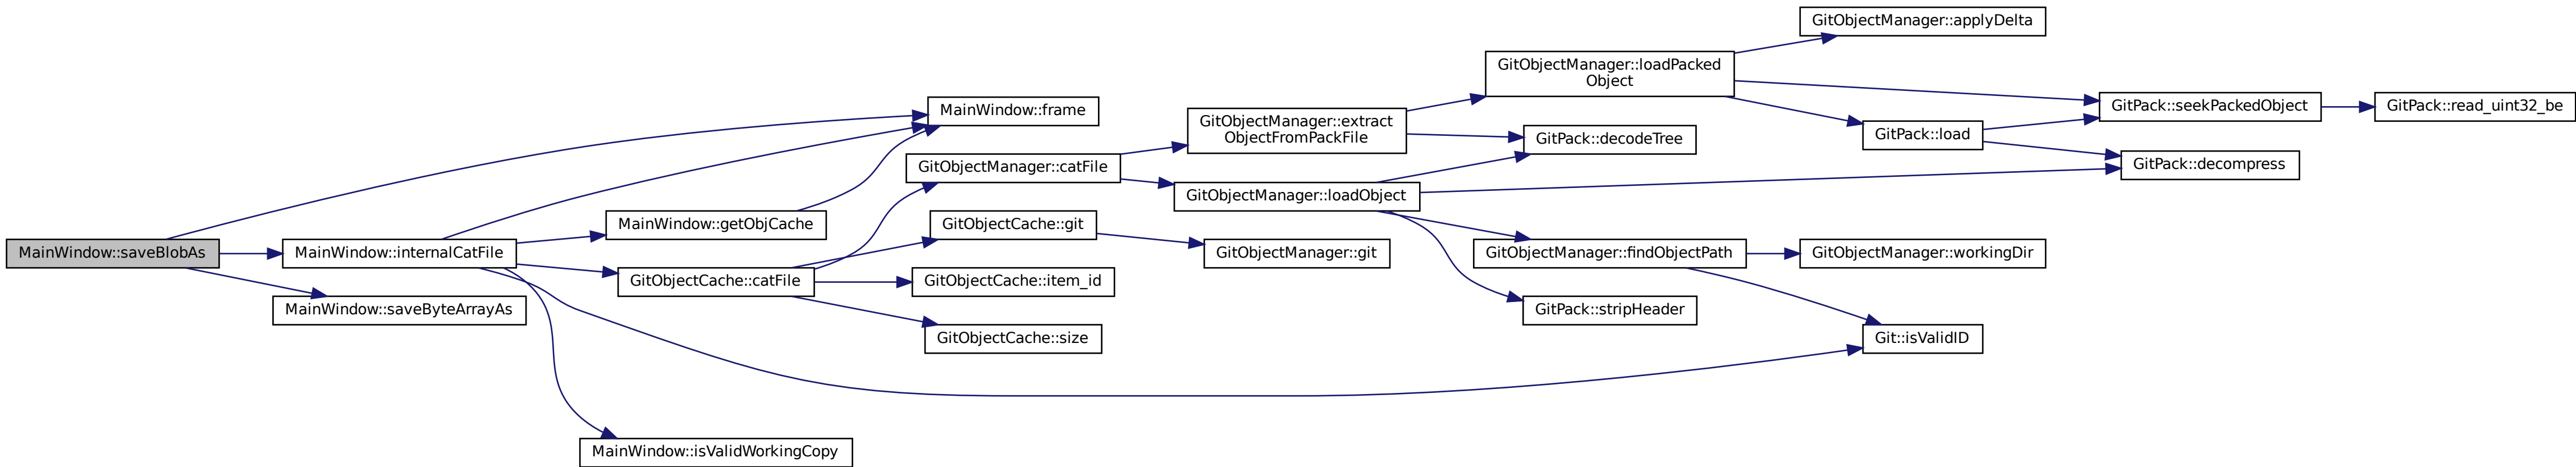 MainWindow::saveBlobAs
MainWindow::internalCatFile
MainWindow::saveByteArrayAs
MainWindow::getObjCache
GitObjectCache::catFile
MainWindow::isValidWorkingCopy
MainWindow::frame
GitObjectManager::catFile
GitObjectCache::git
GitObjectCache::item_id
GitObjectCache::size
GitObjectManager::extract
ObjectFromPackFile
GitObjectManager::loadObject
GitObjectManager::git
GitObjectManager::loadPacked
Object
GitPack::decodeTree
GitObjectManager::findObjectPath
GitPack::stripHeader
GitObjectManager::applyDelta
GitPack::load
GitObjectManager::workingDir
Git::isValidID
GitPack::seekPackedObject
GitPack::decompress
GitPack::read_uint32_be